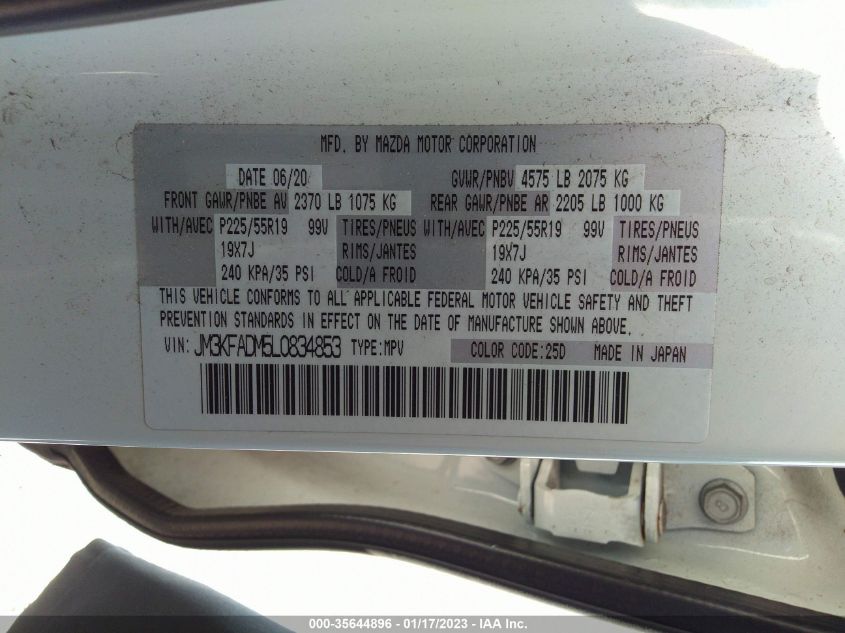 MFD. BY MAZDA MOTOR CORPORATION
DATE 06/20 GVWR/PNBV 4575 LB 2075 KG
FRONT GAWR/PNBE AV 2370 LB 1075 KG REAR GAWR/PNBE AR 2205 LB 1000 KG
WITH/AVEC P225/55R19 99V TIRES/PNEUS WITH/AVEC P225/55R19 99V TIRES/PNEUS
19X7J RIMS/JANTES 19X7J RIMS/JANTES
240 KPA/35 PSI COLD/A FROID 240 KPA/35 PSI COLD/A FROID
THIS VEHICLE CONFORMS TO ALL APPLICABLE FEDERAL MOTOR VEHICLE SAFETY AND THEFT
PREVENTION STANDARDS IN EFFECT ON THE DATE OF MANUFACTURE SHOWN ABOVE.
VIN: JM3KFADM5L0834853 TYPE:MPV COLOR CODE:25D MADE IN JAPAN
000-35644896 - 01/17/2023 - IAA Inc.